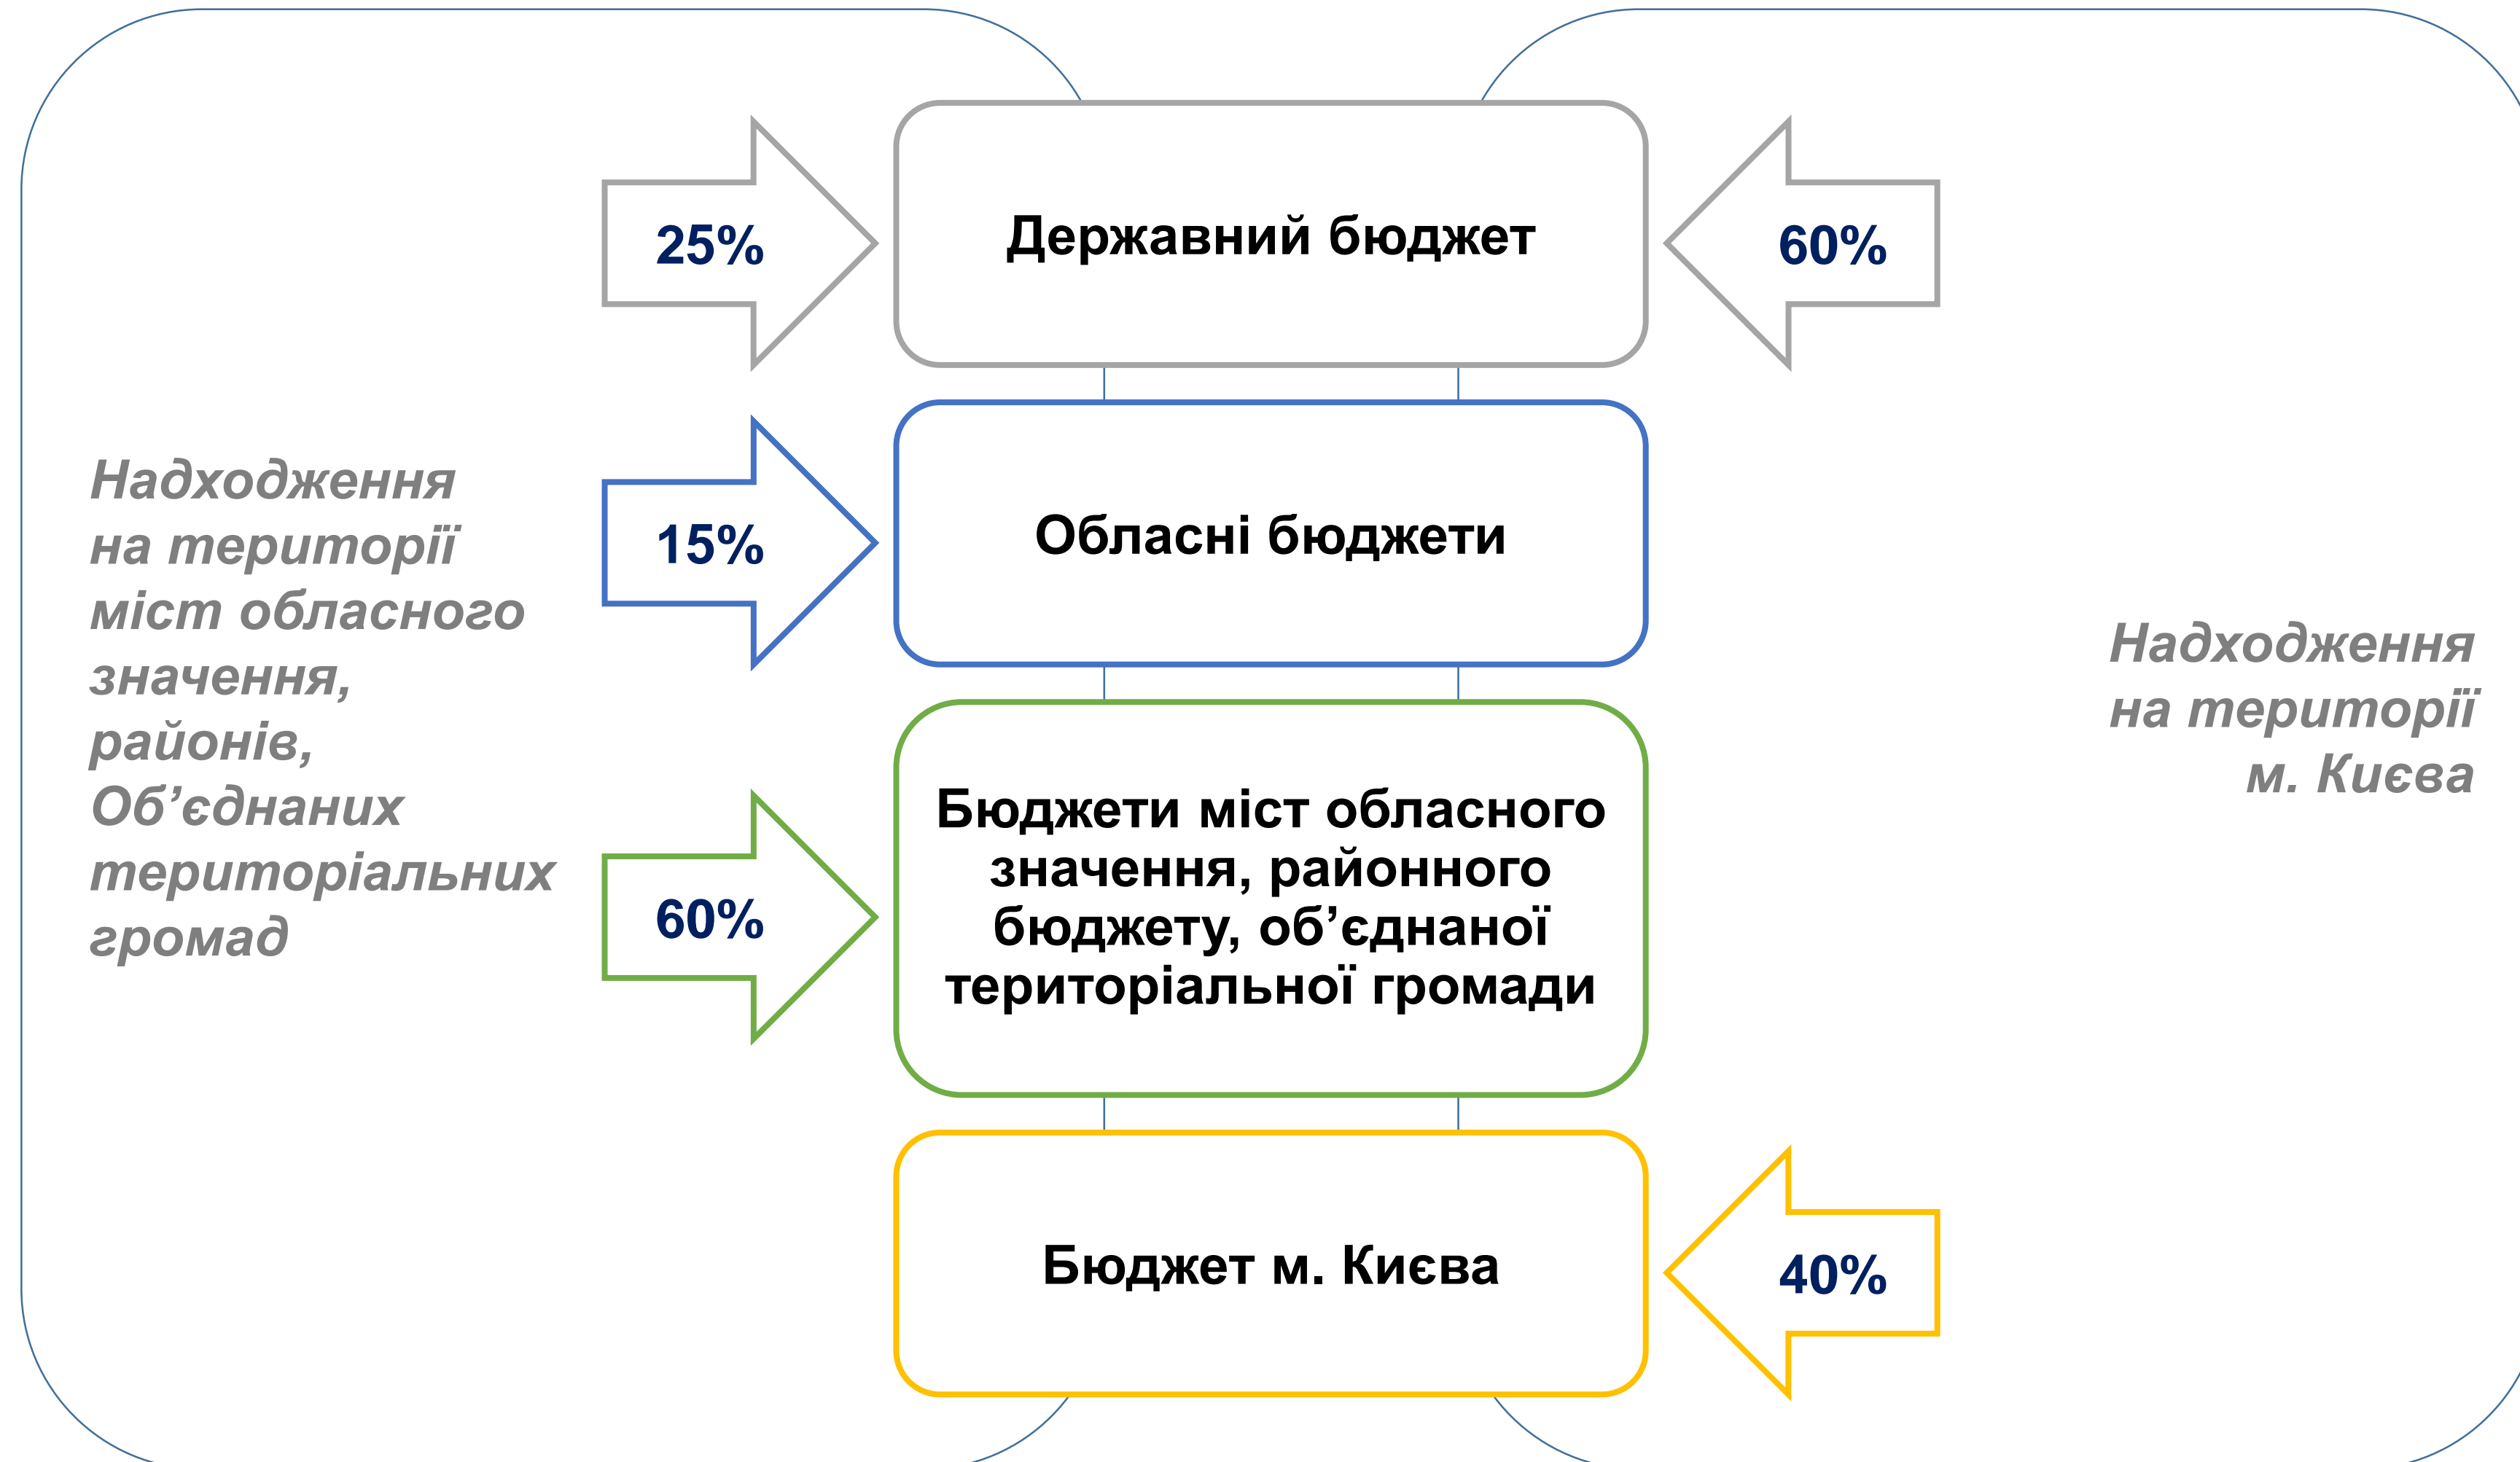 Надходження
на території
міст обласного
значення,
районів,
Об’єднаних
територіальних
громад
25%
Державний бюджет
60%
15%
Обласні бюджети
60%
Бюджети міст обласного
значення, районного
бюджету, об’єднаної
територіальної громади
Бюджет м. Києва
40%
Надходження
на території
м. Києва